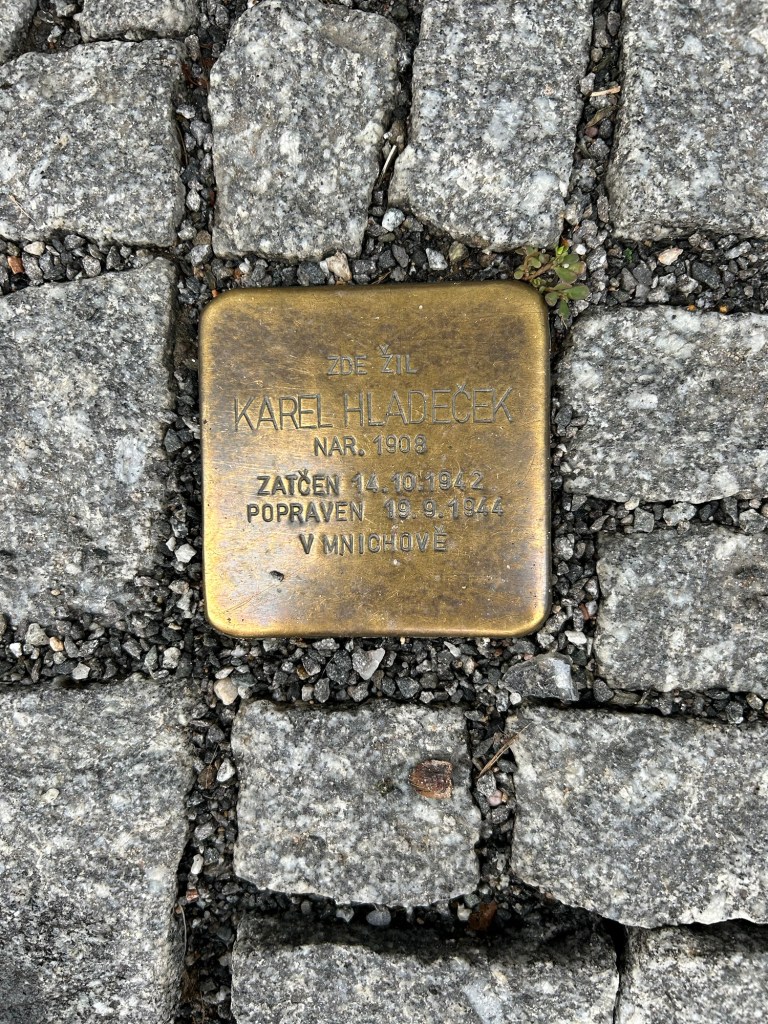 ZDE ŽIL
KAREL HLADEČEK
NAR. 1908
ZATČEN 14.10.1942
POPRAVEN 19.9.1944
V MNICHOVĚ